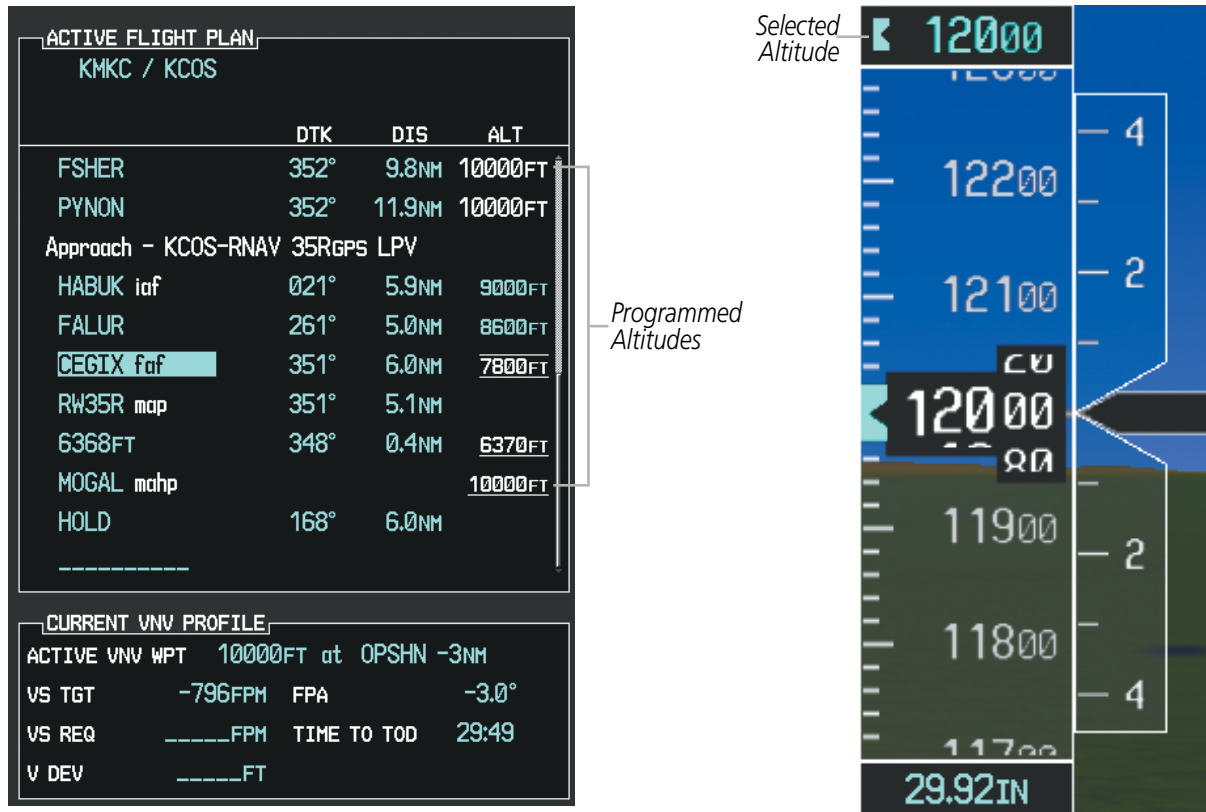 ACTIVE FLIGHT PLAN
KMKC / KCOS
DTK DIS ALT
FSHER 352° 9.8NM 10000FT
PYNON 352° 11.9NM 10000FT
Approach – KCOS-RNAV 35RGPS LPV
HABUK iaf 021° 5.9NM 9000FT
FALUR 261° 5.0NM 8600FT
CEGIX faf 351° 6.0NM 7800FT
RW35R map 351° 5.1NM
6368FT 348° 0.4NM 6370FT
MOGAL mahp 10000FT
HOLD 168° 6.0NM
__________
CURRENT VNV PROFILE
ACTIVE VNV WPT 10000FT at OPSHN -3NM
VS TGT -796FPM FPA -3.0°
VS REQ _____FPM TIME TO TOD 29:49
V DEV _____FT
Programmed
Altitudes
Selected
Altitude
12000
4
12200
2
12100
20
12000
80
11900
2
11800
4
11700
29.92IN